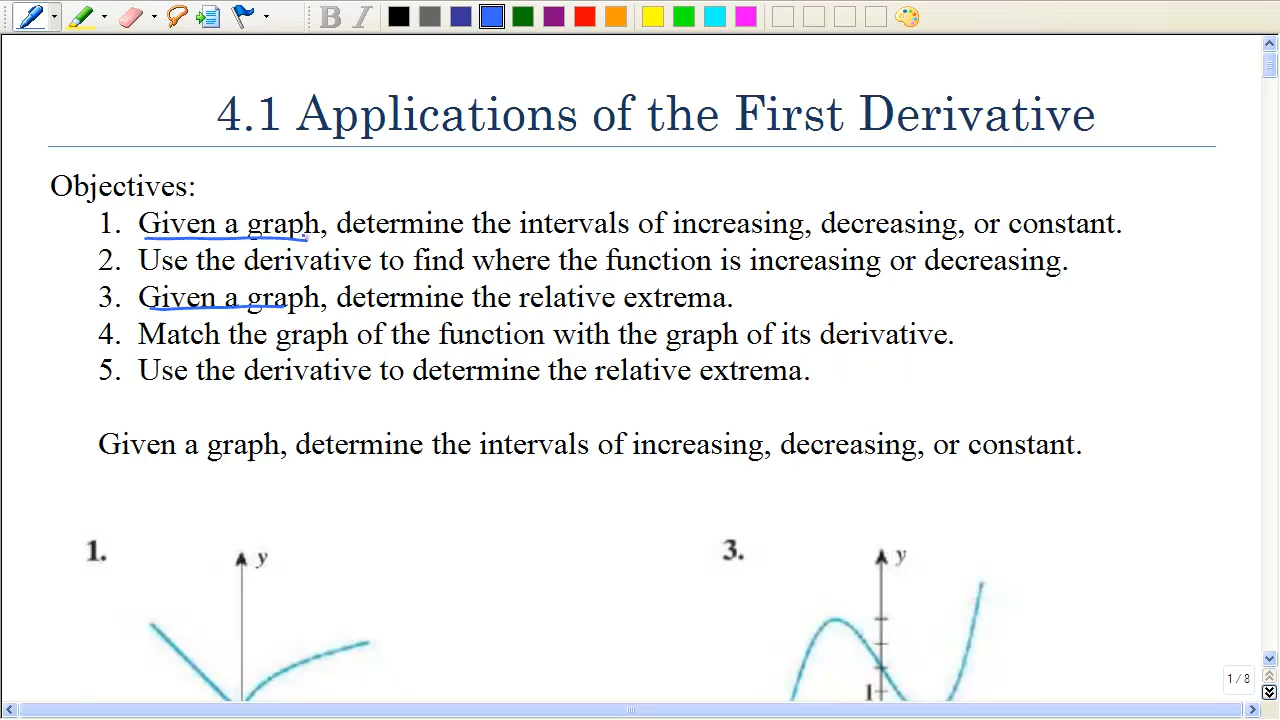 B I
4.1 Applications of the First Derivative
Objectives:
1. Given a graph, determine the intervals of increasing, decreasing, or constant.
2. Use the derivative to find where the function is increasing or decreasing.
3. Given a graph, determine the relative extrema.
4. Match the graph of the function with the graph of its derivative.
5. Use the derivative to determine the relative extrema.
Given a graph, determine the intervals of increasing, decreasing, or constant.
1.
y
3.
y
1
1 / 8